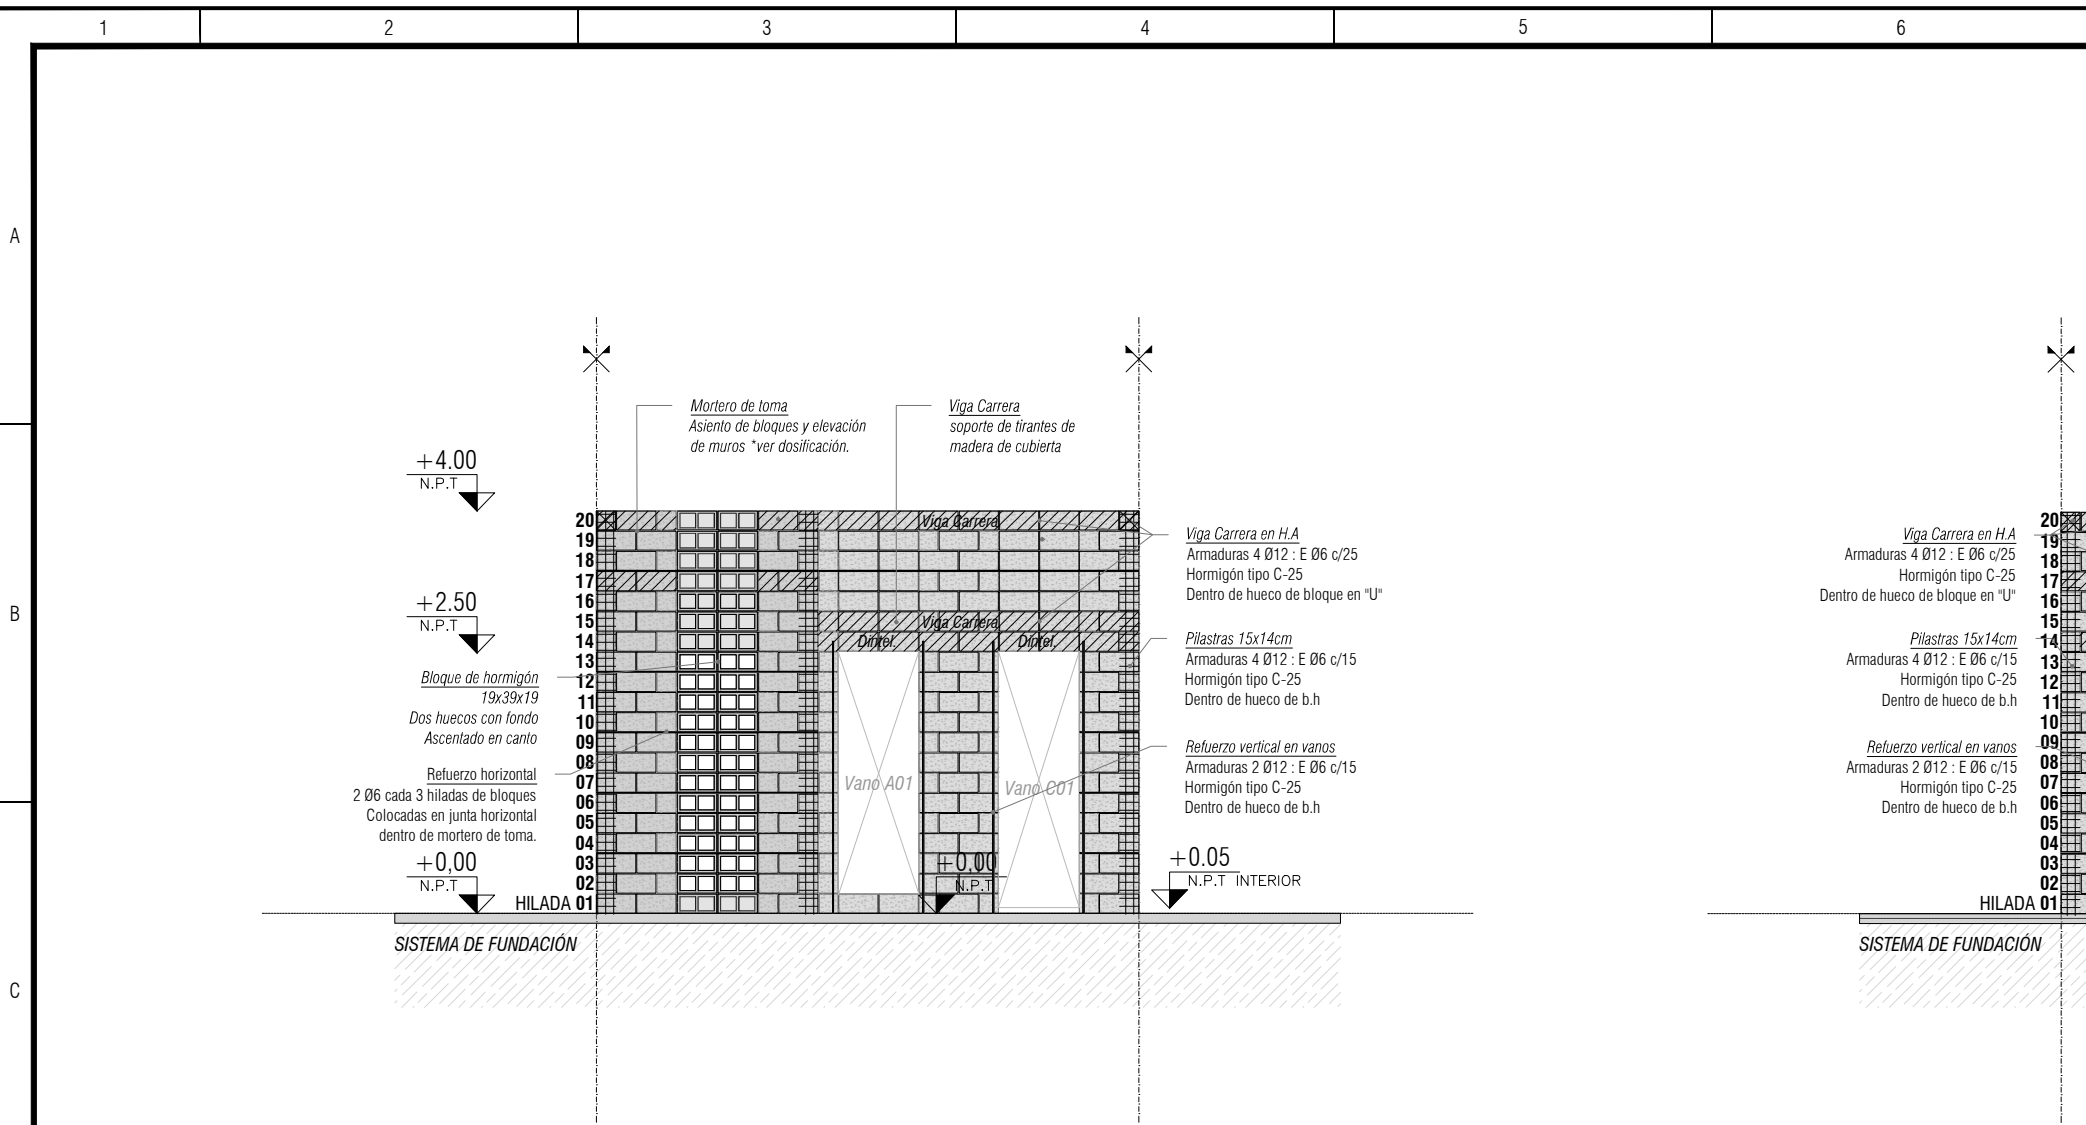 1 2 3 4 5 6
A
B
C
Mortero de toma
Asiento de bloques y elevación
de muros *ver dosificación.
Viga Carrera
soporte de tirantes de
madera de cubierta
+4.00
N.P.T
+2.50
N.P.T
Bloque de hormigón
19x39x19
Dos huecos con fondo
Ascentado en canto
Refuerzo horizontal
2 Ø6 cada 3 hiladas de bloques
Colocadas en junta horizontal
dentro de mortero de toma.
+0,00
N.P.T
20
19
18
17
16
15
14
13
12
11
10
09
08
07
06
05
04
03
02
HILADA 01
Viga Carrera
Viga Carrera
Dintel.
Dintel.
Vano A01
Vano C01
+0,00
N.P.T
+0.05
N.P.T INTERIOR
Viga Carrera en H.A
Armaduras 4 Ø12 : E Ø6 c/25
Hormigón tipo C-25
Dentro de hueco de bloque en "U"
Pilastras 15x14cm
Armaduras 4 Ø12 : E Ø6 c/15
Hormigón tipo C-25
Dentro de hueco de b.h
Refuerzo vertical en vanos
Armaduras 2 Ø12 : E Ø6 c/15
Hormigón tipo C-25
Dentro de hueco de b.h
SISTEMA DE FUNDACIÓN
Viga Carrera en H.A
Armaduras 4 Ø12 : E Ø6 c/25
Hormigón tipo C-25
Dentro de hueco de bloque en "U"
Pilastras 15x14cm
Armaduras 4 Ø12 : E Ø6 c/15
Hormigón tipo C-25
Dentro de hueco de b.h
Refuerzo vertical en vanos
Armaduras 2 Ø12 : E Ø6 c/15
Hormigón tipo C-25
Dentro de hueco de b.h
20
19
18
17
16
15
14
13
12
11
10
09
08
07
06
05
04
03
02
HILADA 01
SISTEMA DE FUNDACIÓN